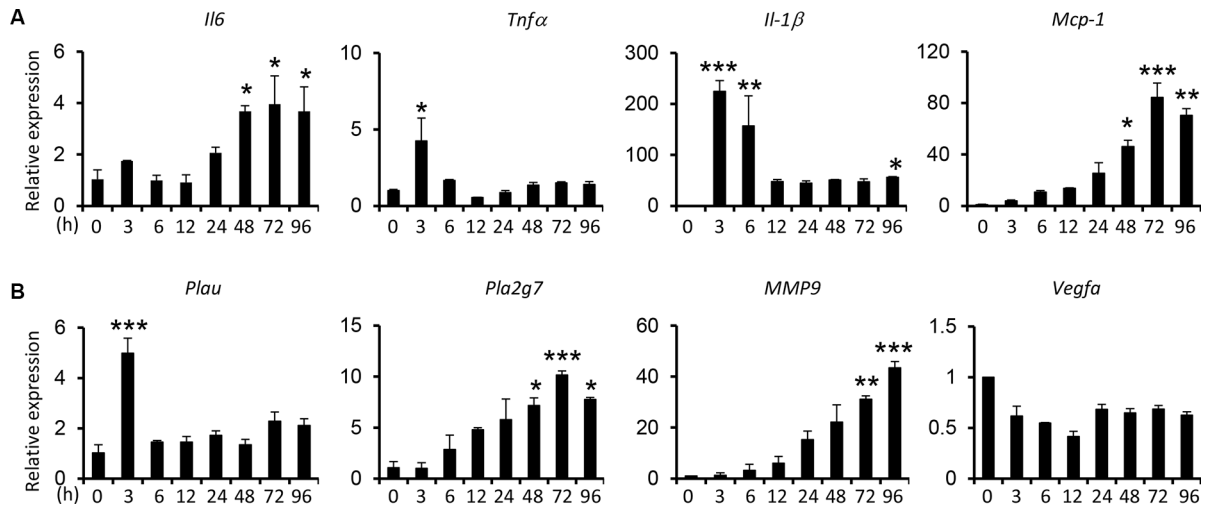 A
Il6
Tnfα
Il-1β
Mcp-1
Relative expression
6
4
2
0
*
*
*
(h) 0 3 6 12 24 48 72 96
10
5
0
*
0 3 6 12 24 48 72 96
300
200
100
0
***
**
*
0 3 6 12 24 48 72 96
120
80
40
0
*
***
**
0 3 6 12 24 48 72 96
B
Plau
Pla2g7
MMP9
Vegfa
Relative expression
6
4
2
0
***
(h) 0 3 6 12 24 48 72 96
15
10
5
0
*
***
*
0 3 6 12 24 48 72 96
60
40
20
0
**
***
0 3 6 12 24 48 72 96
1.5
1
0.5
0
0 3 6 12 24 48 72 96